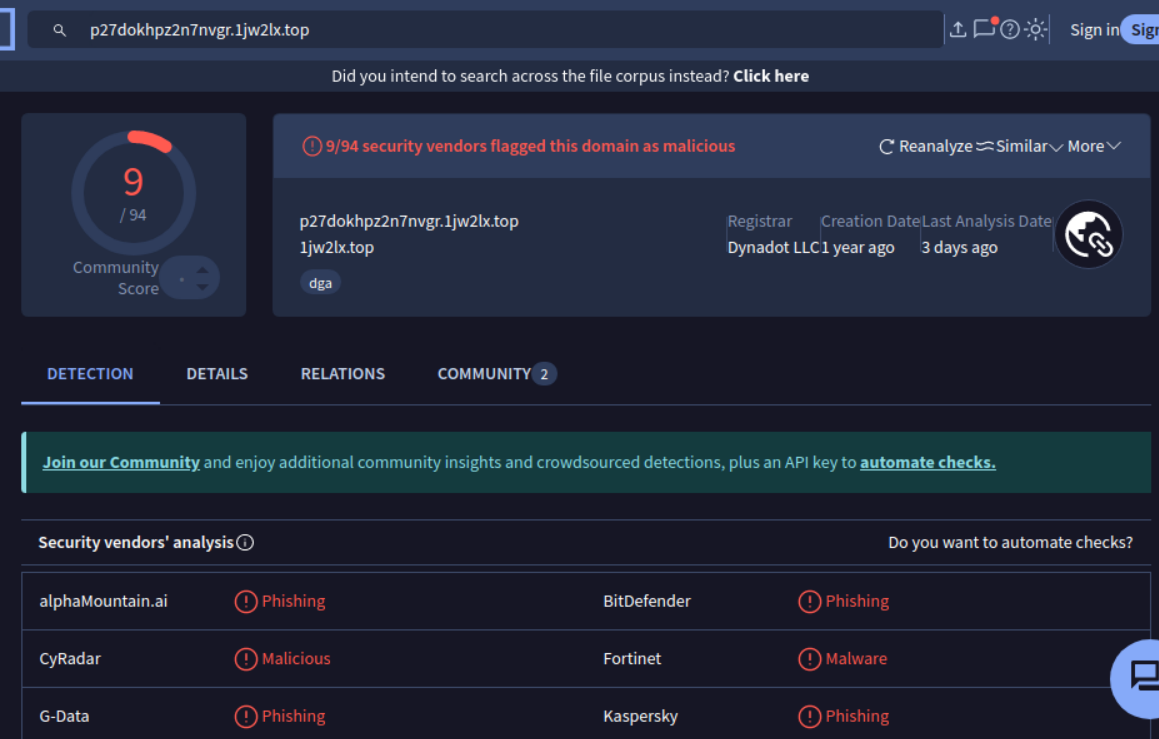 p27dokhpz2n7nvgr.1jw2lx.top
Sign in
Did you intend to search across the file corpus instead? Click here
9
/ 94
Community
Score
9/94 security vendors flagged this domain as malicious
Reanalyze Similar More
p27dokhpz2n7nvgr.1jw2lx.top
1jw2lx.top
dga
Registrar Creation Date Last Analysis Date
Dynadot LLC 1 year ago 3 days ago
DETECTION DETAILS RELATIONS COMMUNITY 2
Join our Community and enjoy additional community insights and crowdsourced detections, plus an API key to automate checks.
Security vendors' analysis Do you want to automate checks?
alphaMountain.ai Phishing BitDefender Phishing
CyRadar Malicious Fortinet Malware
G-Data Phishing Kaspersky Phishing